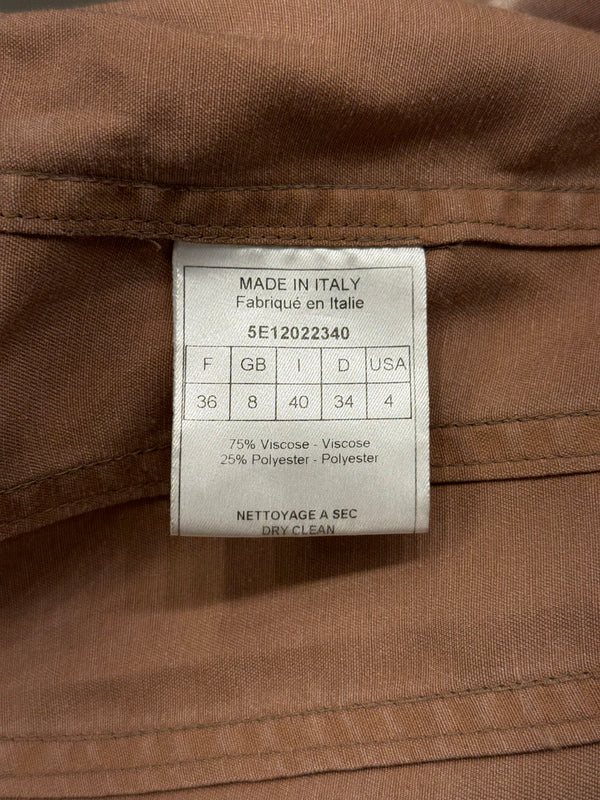 MADE IN ITALY
Fabriqué en Italie
5E12022340
F GB I D USA
36 8 40 34 4
75% Viscose - Viscose
25% Polyester - Polyester
NETTOYAGE A SEC
DRY CLEAN